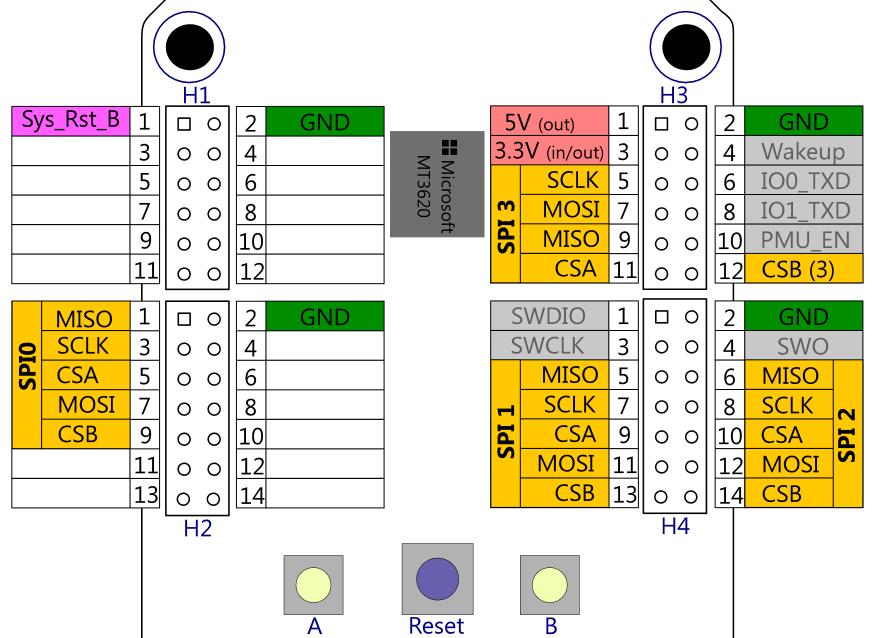 H1
Sys_Rst_B 1 2 GND
3 4
5 6
7 8
9 10
11 12
Microsoft
MT3620
H3
5V (out) 1 2 GND
3.3V (in/out) 3 4 Wakeup
SPI 3
SCLK 5 6 IO0_TXD
MOSI 7 8 IO1_TXD
MISO 9 10 PMU_EN
CSA 11 12 CSB (3)
SPI0
MISO 1 2 GND
SCLK 3 4
CSA 5 6
MOSI 7 8
CSB 9 10
11 12
13 14
H2
SWDIO 1 2 GND
SWCLK 3 4 SWO
SPI 1
MISO 5 6 MISO
SCLK 7 8 SCLK
CSA 9 10 CSA
MOSI 11 12 MOSI
CSB 13 14 CSB
SPI 2
H4
A
Reset
B